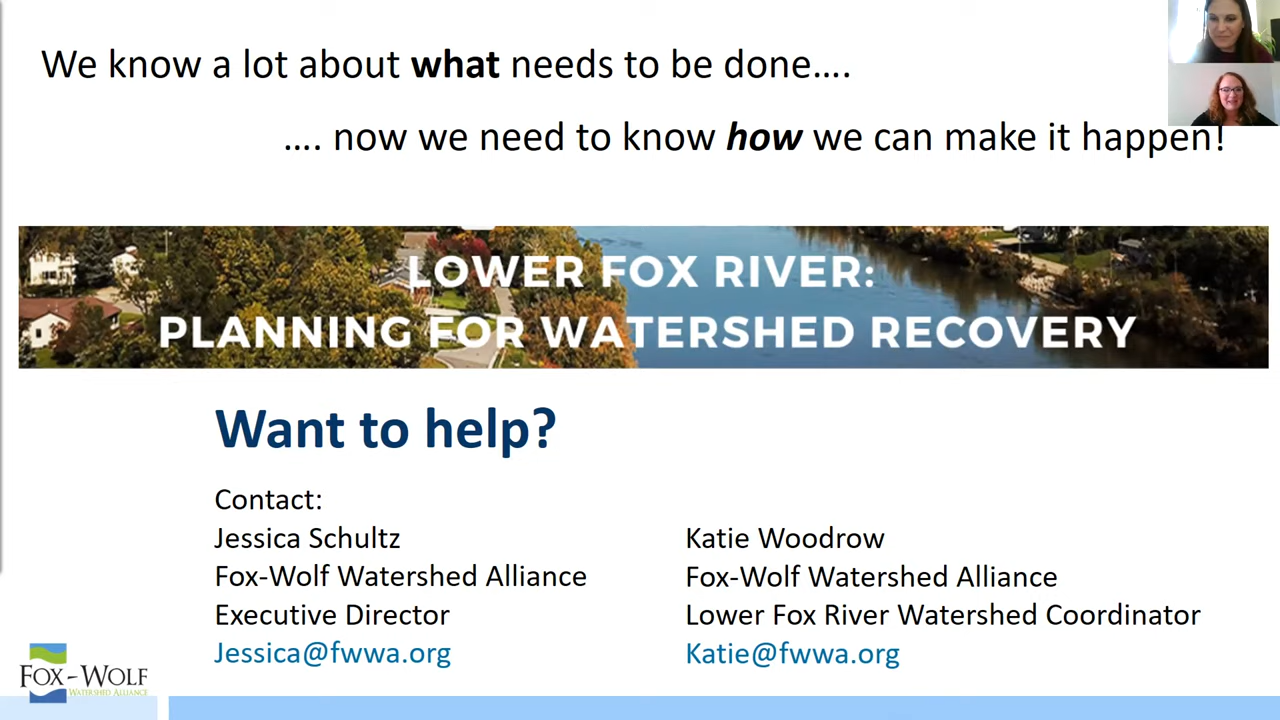 We know a lot about what needs to be done….
…. now we need to know how we can make it happen!
LOWER FOX RIVER:
PLANNING FOR WATERSHED RECOVERY
Want to help?
Contact:
Jessica Schultz
Fox-Wolf Watershed Alliance
Executive Director
Jessica@fwwa.org
Katie Woodrow
Fox-Wolf Watershed Alliance
Lower Fox River Watershed Coordinator
Katie@fwwa.org
FOX-WOLF
WATERSHED ALLIANCE